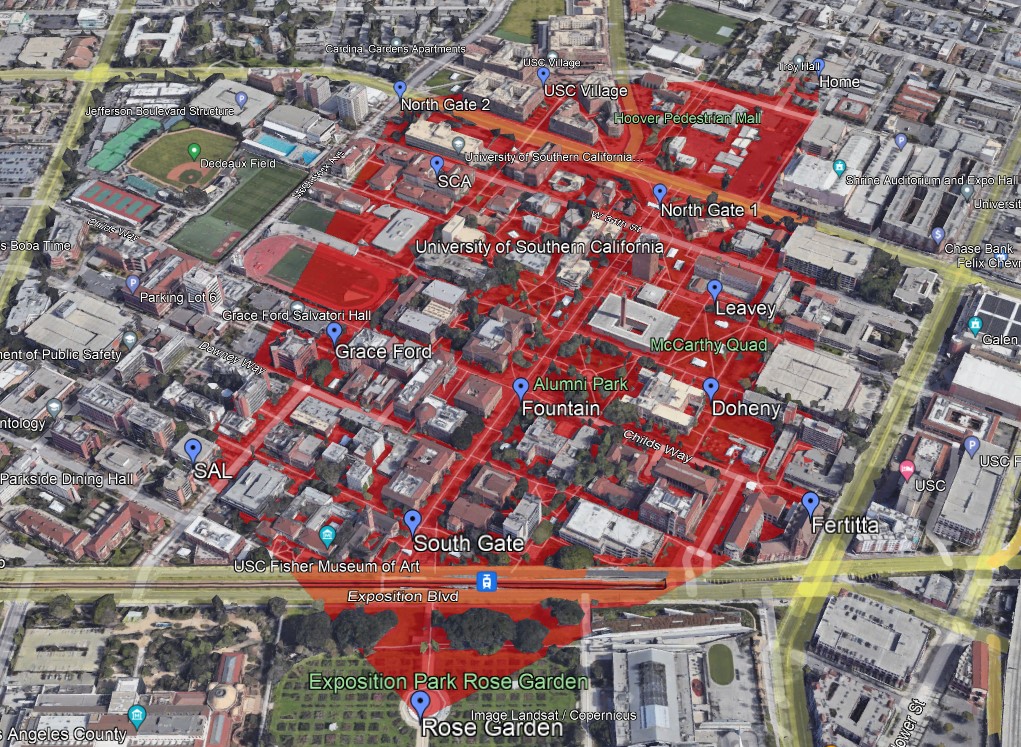 Cardinal Gardens Apartments
USC Village
Troy Hall
Home
USC Village
North Gate 2
Jefferson Boulevard Structure
Hoover Pedestrian Mall
Dedeaux Field
University of Southern California...
SCA
Shrine Auditorium and Expo Hall
North Gate 1
W 34th St
Universit
s Boba Time
Chase Bank
University of Southern California
Felix Chevr
Parking Lot 6
Leavey
Grace Ford Salvatori Hall
Galen
McCarthy Quad
Grace Ford
ment of Public Safety
Downey Way
Alumni Park
Fountain
Doheny
ntology
Childs Way
USC F
SAL
Parkside Dining Hall
USC
Fertitta
South Gate
USC Fisher Museum of Art
Exposition Blvd
Exposition Park Rose Garden
Image Landsat / Copernicus
Rose Garden
s Angeles County
ower St